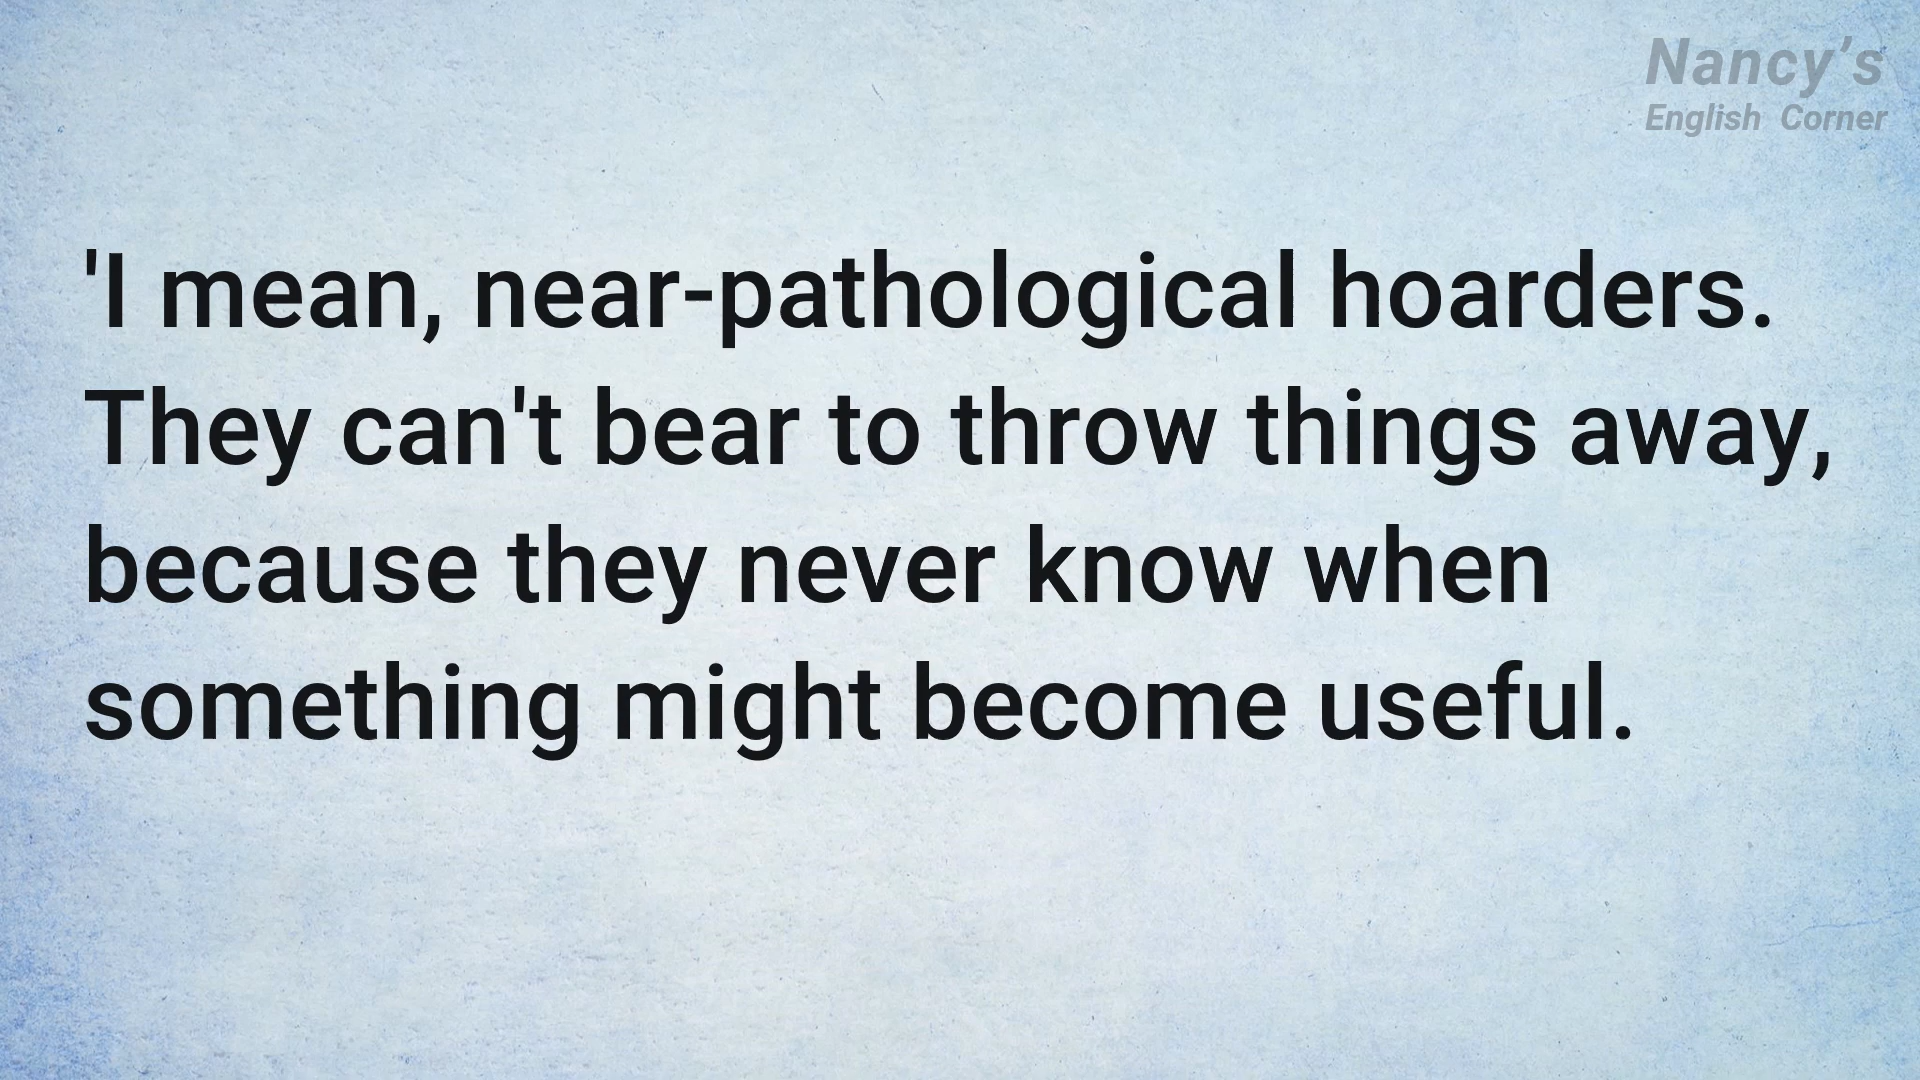 Nancy’s
English Corner
'I mean, near-pathological hoarders.
They can't bear to throw things away,
because they never know when
something might become useful.